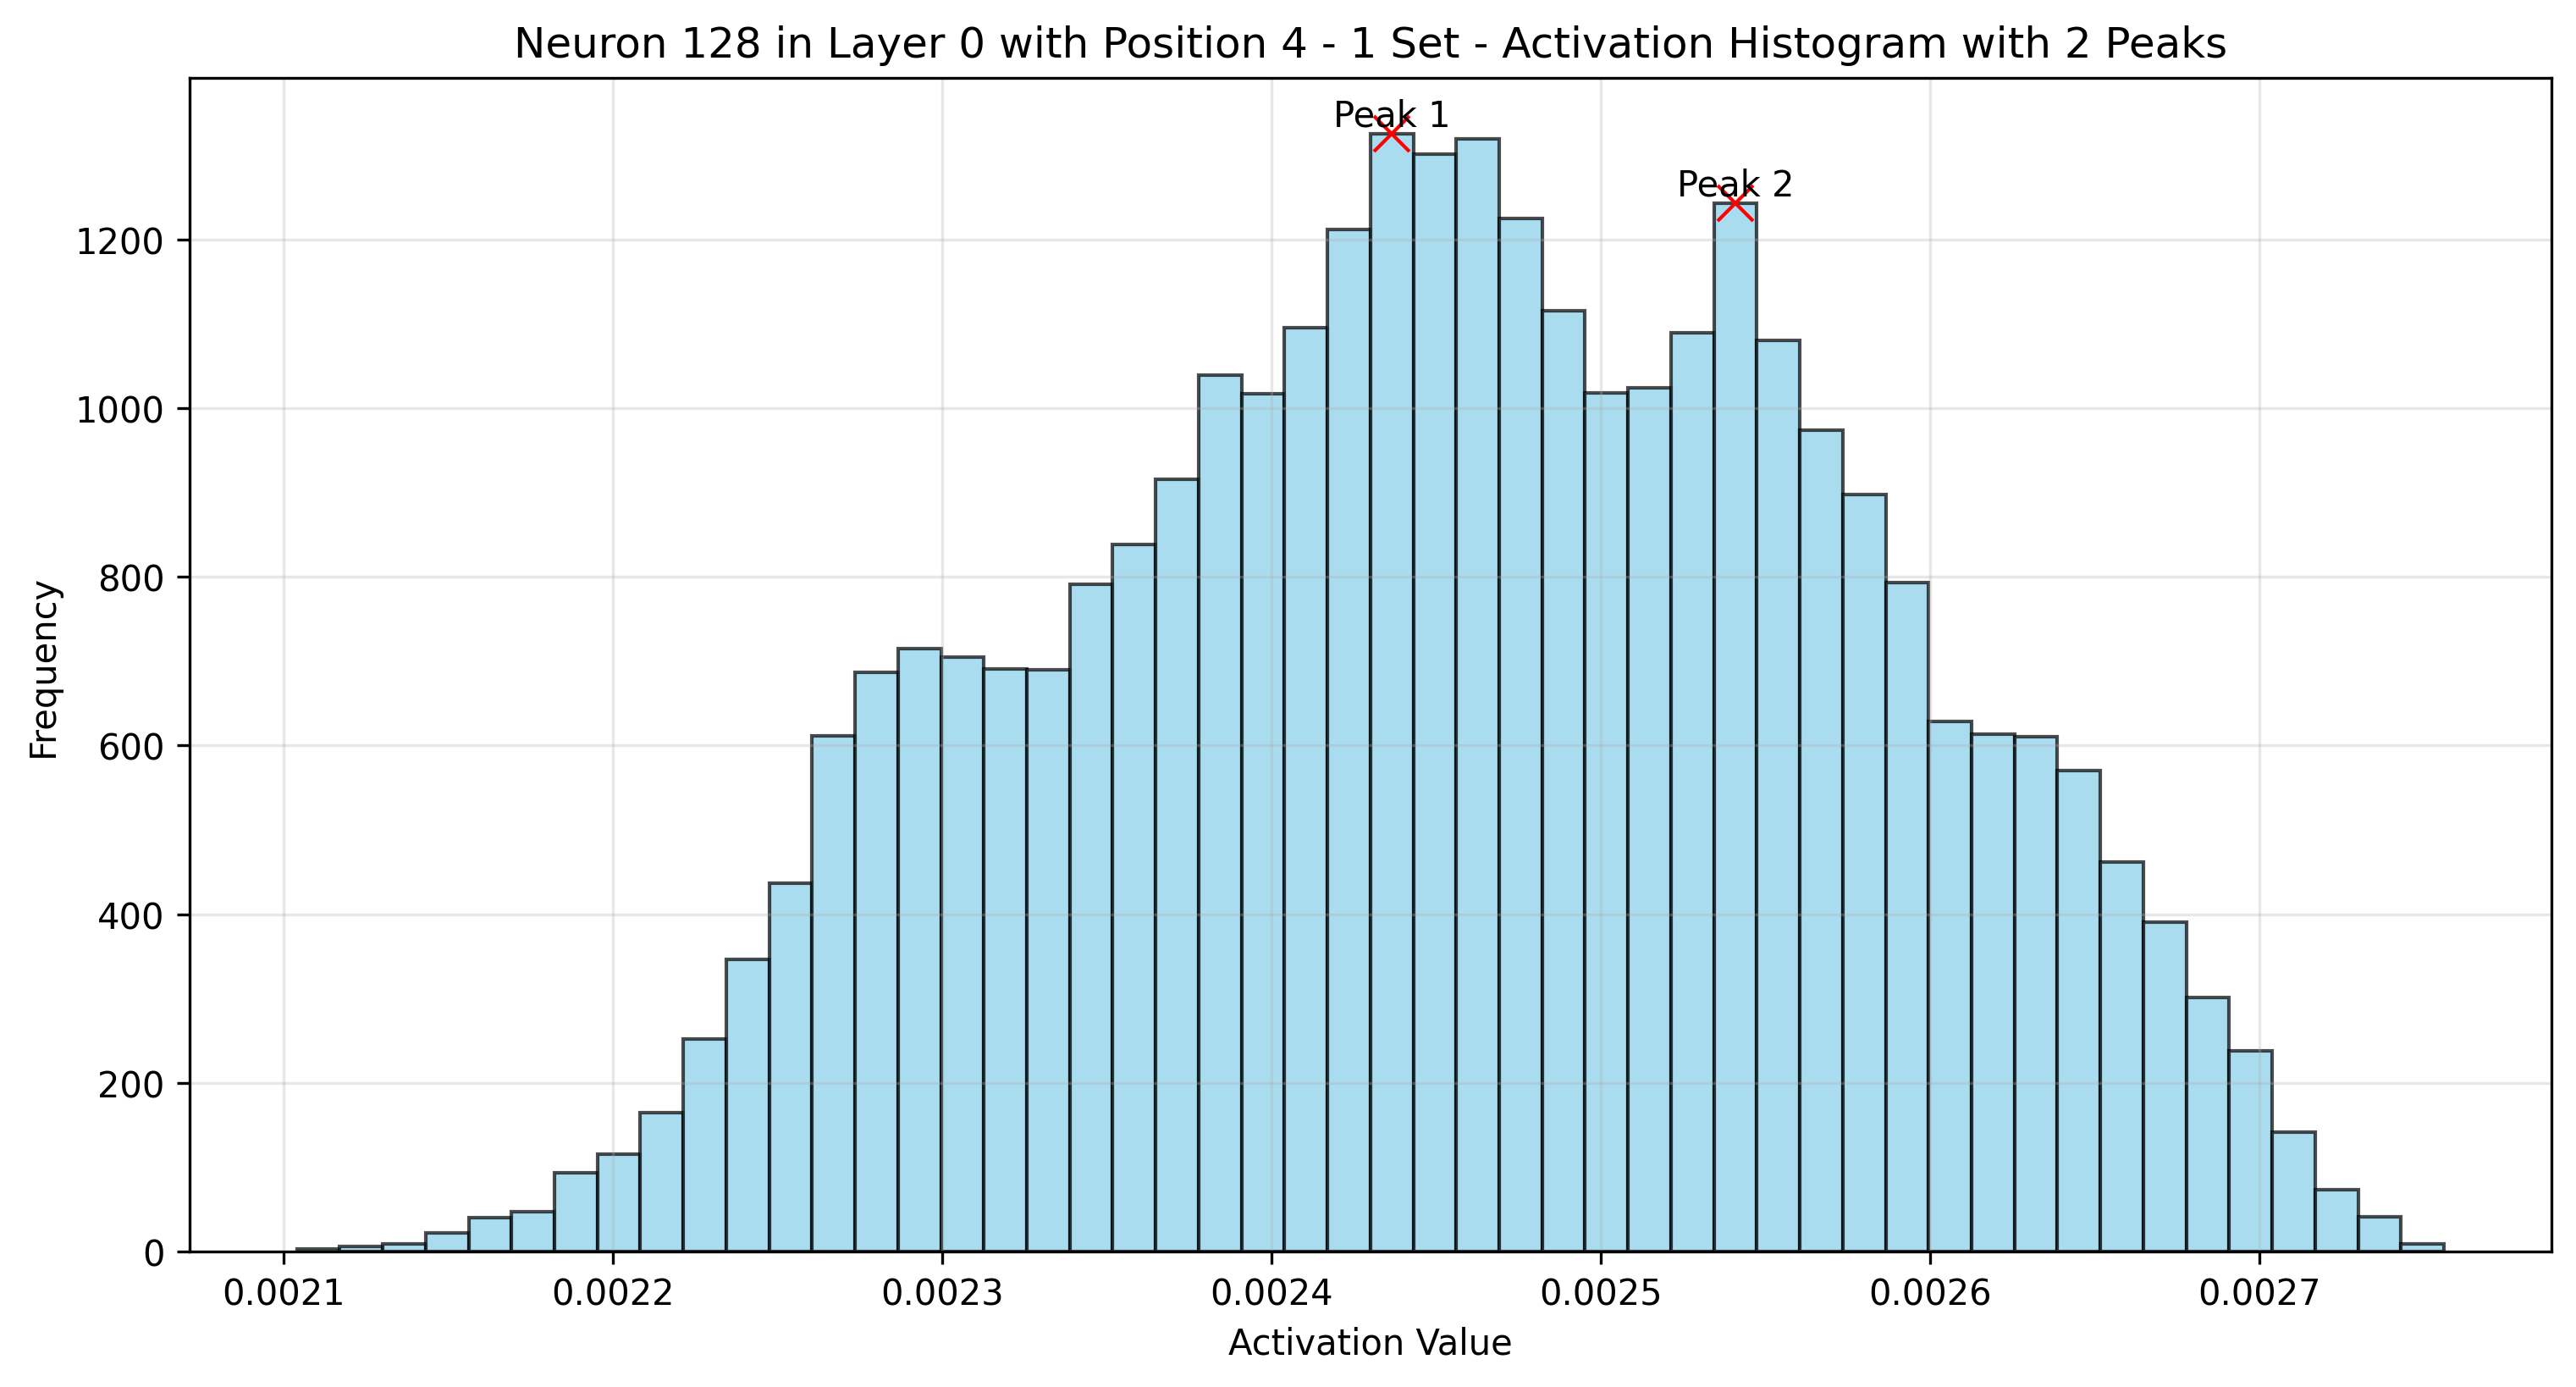 Neuron 128 in Layer 0 with Position 4 - 1 Set - Activation Histogram with 2 Peaks
Peak 1
Peak 2
1200
1000
800
600
400
200
0
Frequency
0.0021 0.0022 0.0023 0.0024 0.0025 0.0026 0.0027
Activation Value